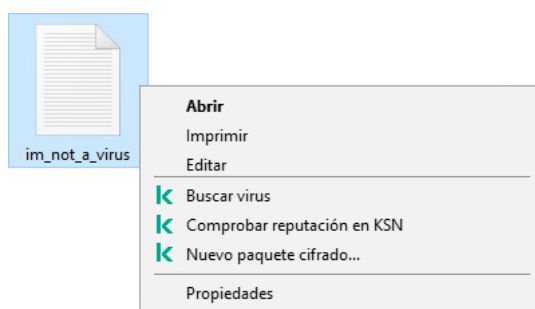 im_not_a_virus
Abrir
Imprimir
Editar
Buscar virus
Comprobar reputación en KSN
Nuevo paquete cifrado...
Propiedades